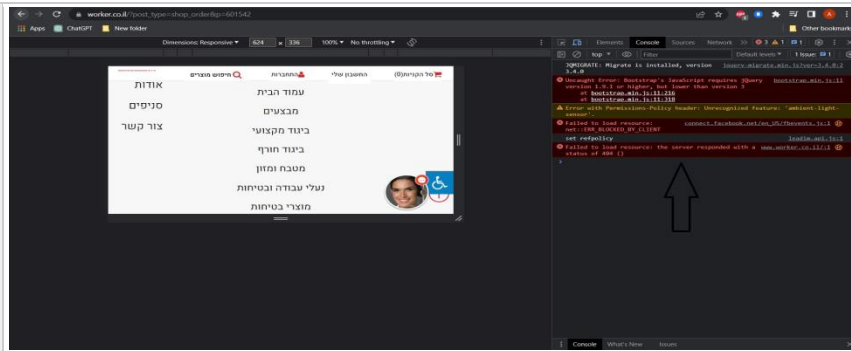 worker.co.il/?post_type=shop_order&p=601542
Apps ChatGPT New folder Other bookmarks
Dimensions: Responsive 624 x 336 100% No throttling
Elements Console Sources Network 3 1 1
top Filter Default levels 1 Issue: 1
סל הקניות(0) החשבון שלי התחברות חיפוש מוצרים
עמוד הבית
מבצעים
ביגוד מקצועי
ביגוד חורף
מטבח ומזון
נעלי עבודה ובטיחות
מוצרי בטיחות
אודות
סניפים
צור קשר
JQMIGRATE: Migrate is installed, version jquery-migrate.min.js?ver=3.4.0:2
3.4.0
Uncaught Error: Bootstrap's JavaScript requires jQuery bootstrap.min.js:11
version 1.9.1 or higher, but lower than version 3
at bootstrap.min.js:11:216
at bootstrap.min.js:11:318
Error with Permissions-Policy header: Unrecognized feature: 'ambient-light-
sensor'.
Failed to load resource: connect.facebook.net/en_US/fbevents.js:1
net::ERR_BLOCKED_BY_CLIENT
set refpolicy leadim.api.js:1
Failed to load resource: the server responded with a www.worker.co.il/:1
status of 404 ()
Console What's New Issues